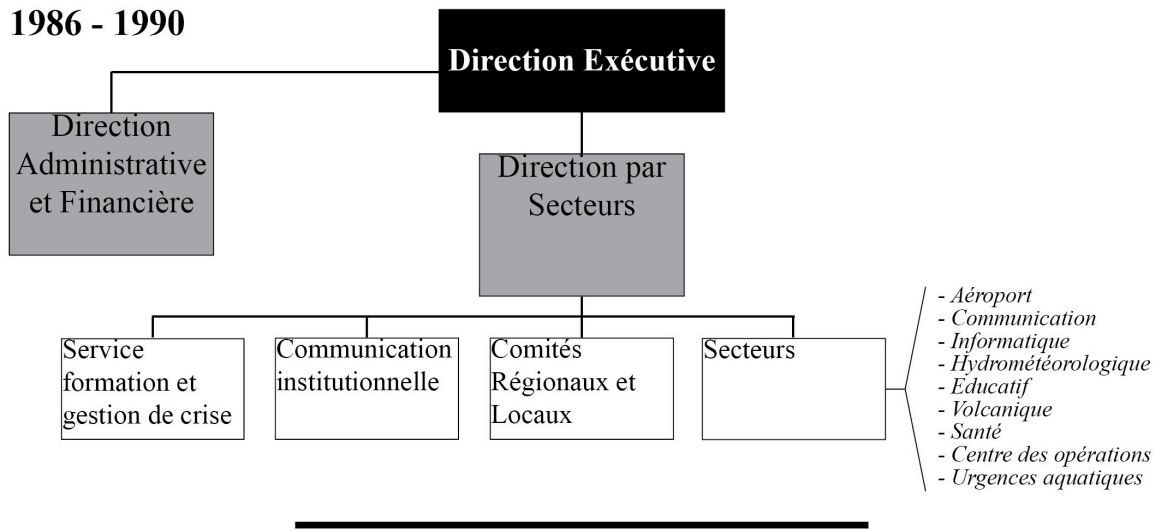 1986 - 1990
Direction Exécutive
Direction
Administrative
et Financière
Direction par
Secteurs
Service
formation et
gestion de crise
Communication
institutionnelle
Comités
Régionaux et
Locaux
Secteurs
- Aéroport
- Communication
- Informatique
- Hydrométéorologique
- Educatif
- Volcanique
- Santé
- Centre des opérations
- Urgences aquatiques